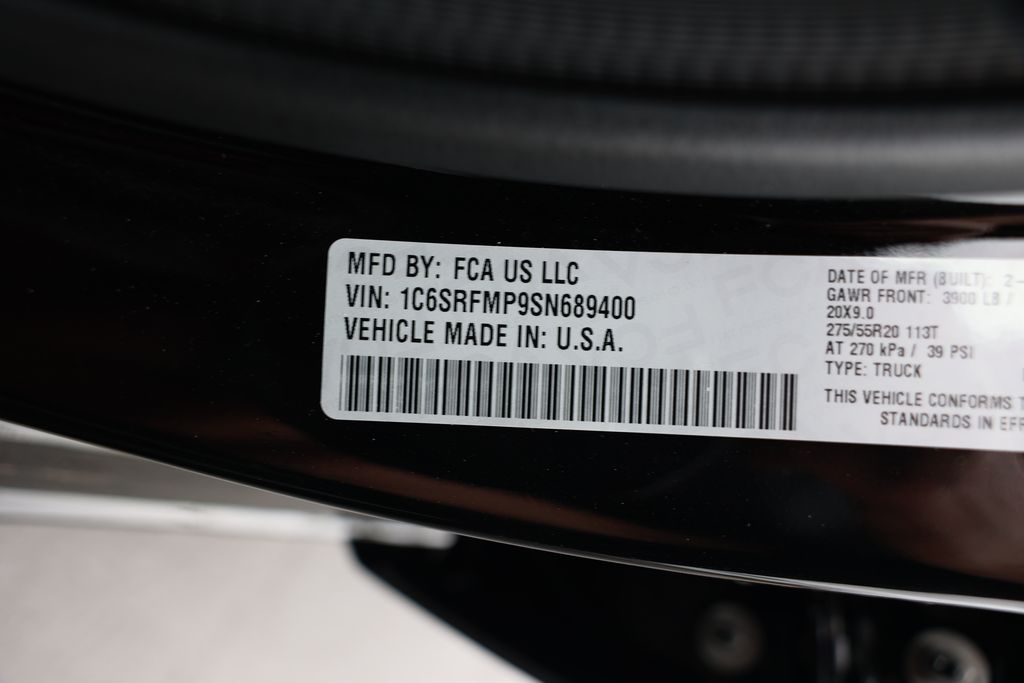 MFD BY: FCA US LLC
VIN: 1C6SRFMP9SN689400
VEHICLE MADE IN: U.S.A.
DATE OF MFR (BUILT): 2-
GAWR FRONT: 3900 LB /
20X9.0
275/55R20 113T
AT 270 kPa / 39 PSI
TYPE: TRUCK
THIS VEHICLE CONFORMS
STANDARDS IN